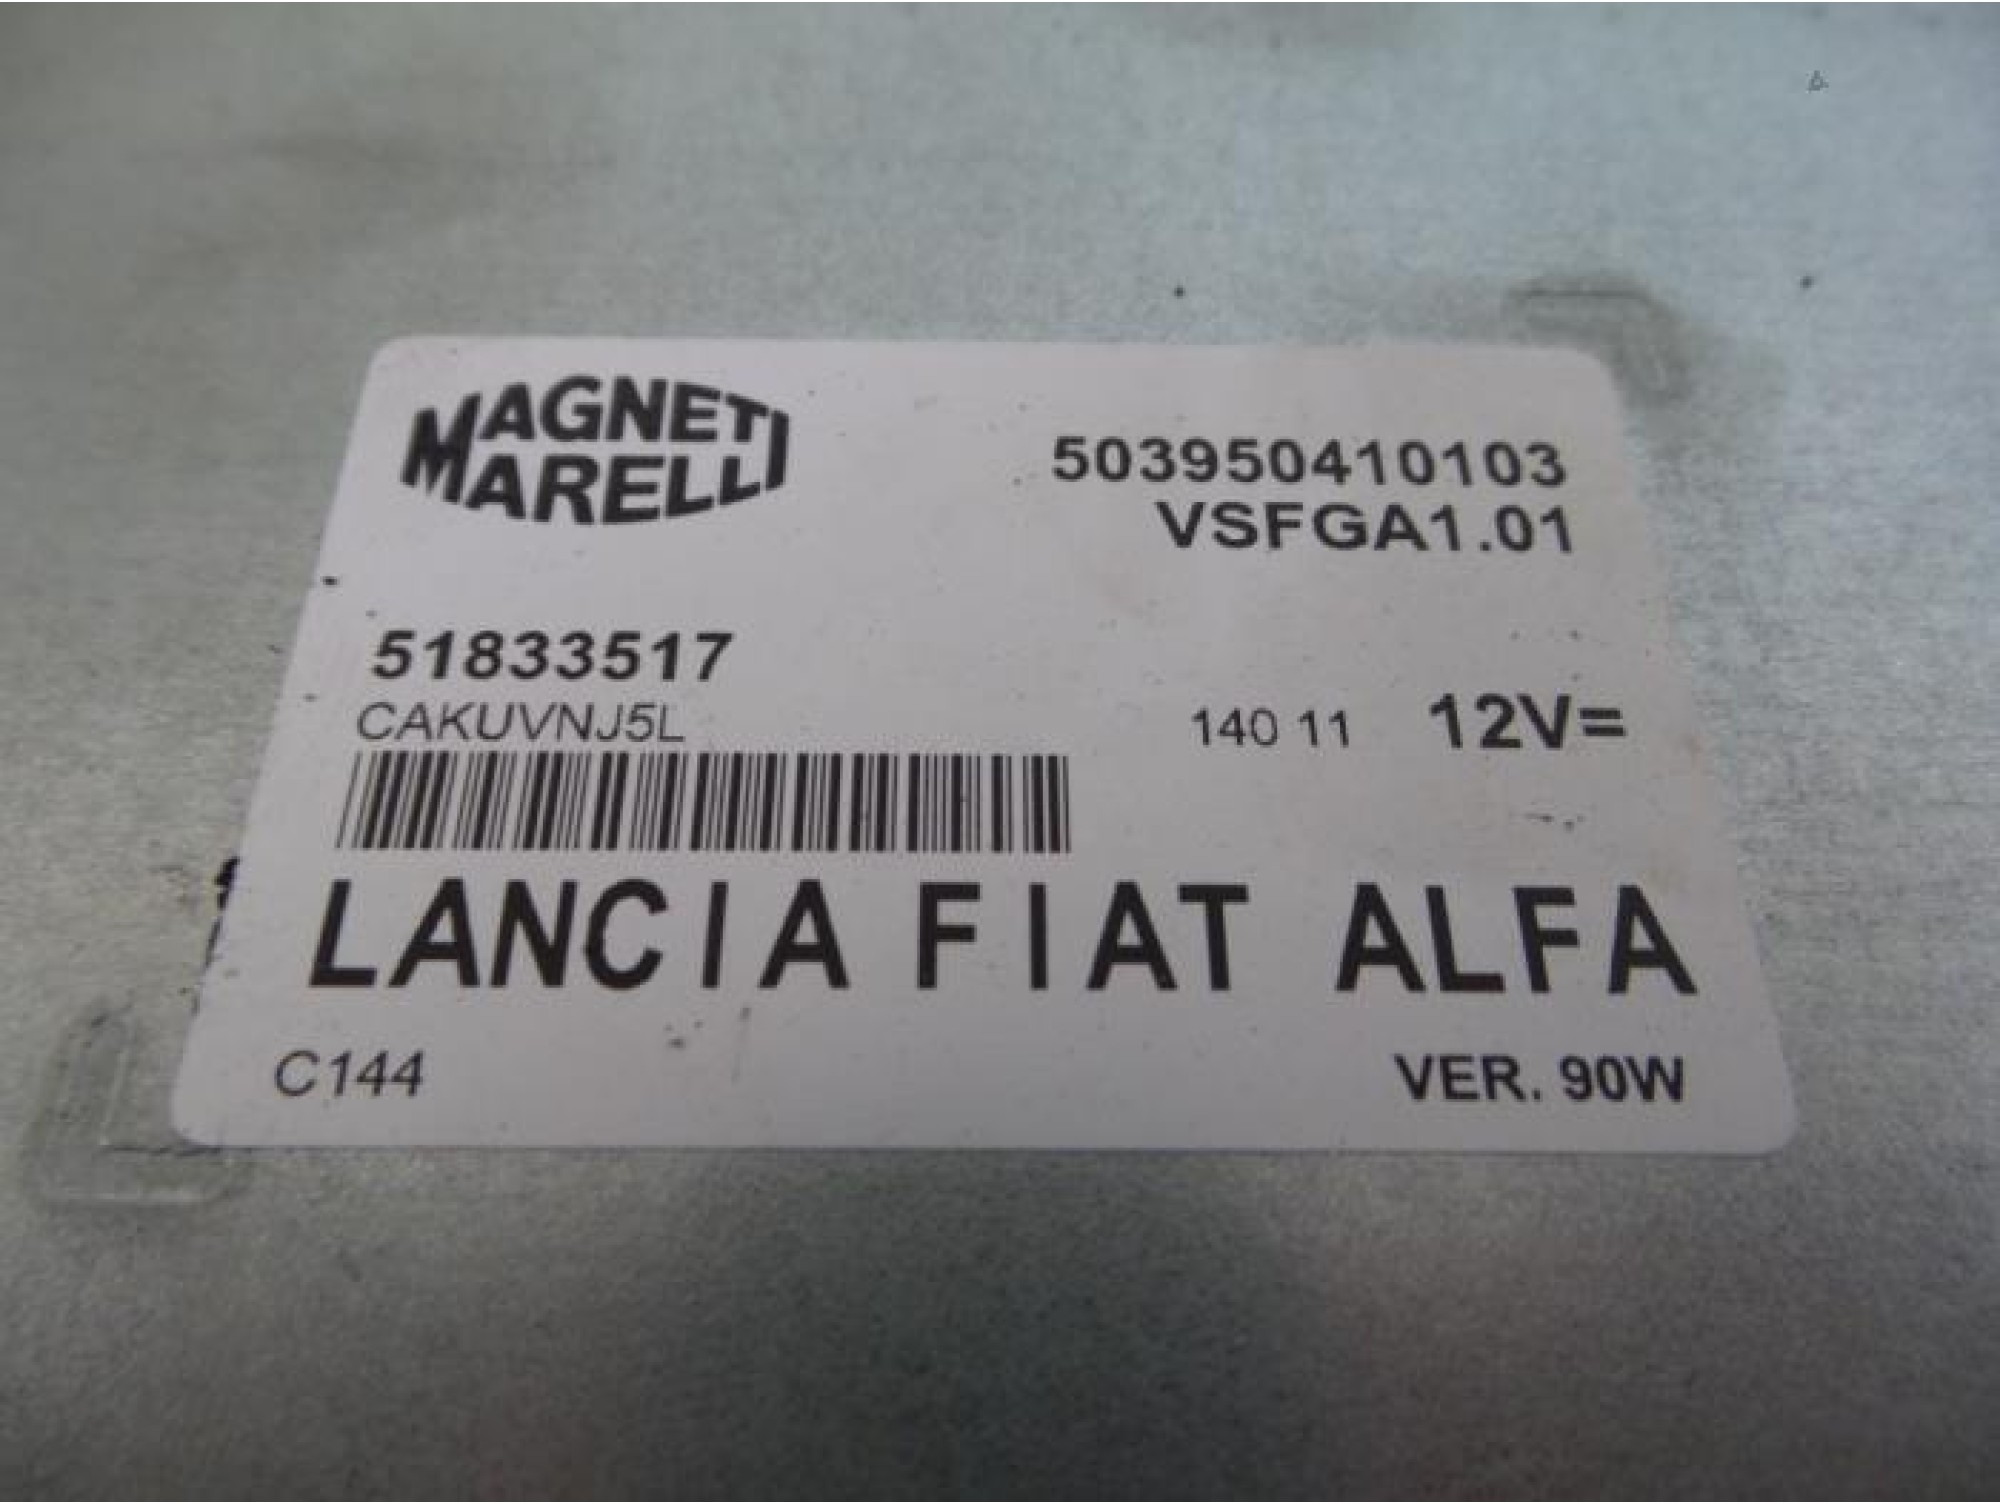 MAGNETI
MARELLI
503950410103
VSFGA1.01
51833517
CAKUVNJ5L
140 11 12V=
LANCIA FIAT ALFA
C144
VER. 90W